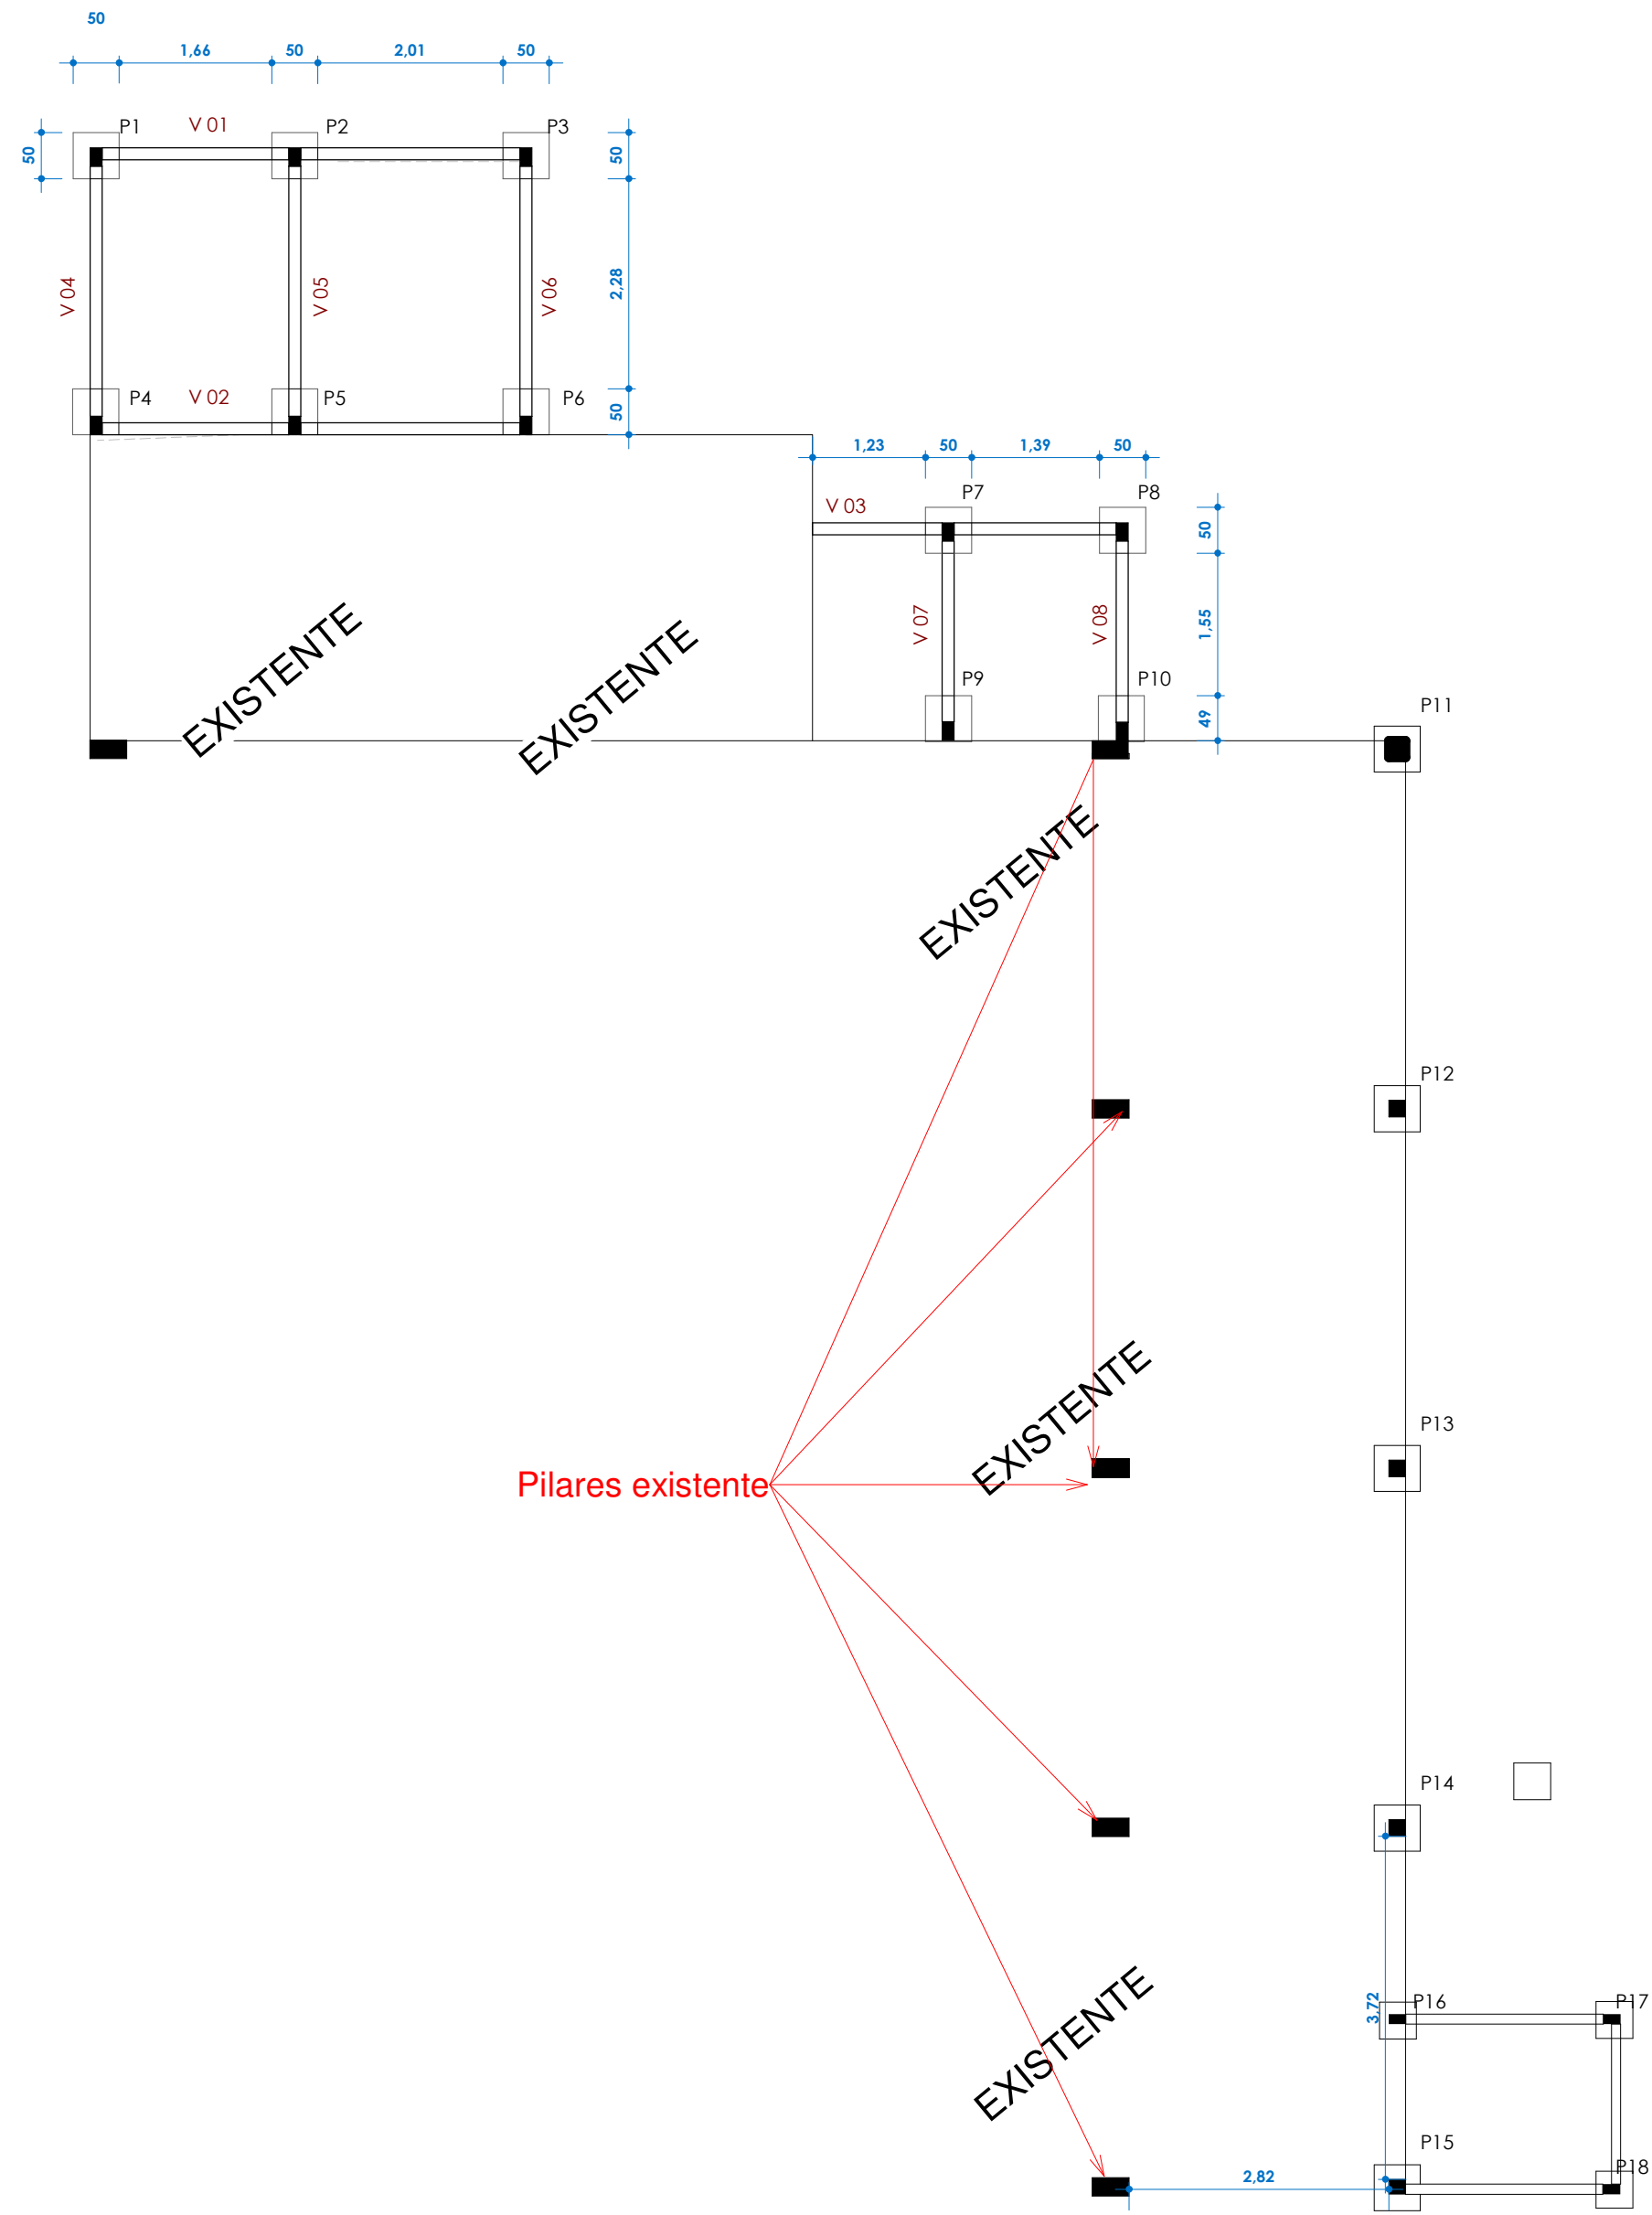 50
1,66 50 2,01 50
P1 V 01 P2 P3
50 50
V 04 V 05 V 06 2,28
P4 V 02 P5 P6 50
1,23 50 1,39 50
V 03 P7 P8
50
V 07 V 08 1,55
P9 P10 49
EXISTENTE
EXISTENTE
P11
EXISTENTE
P12
EXISTENTE
P13
Pilares existente
P14
EXISTENTE
3,72 P16 P17
P15
2,82 P18